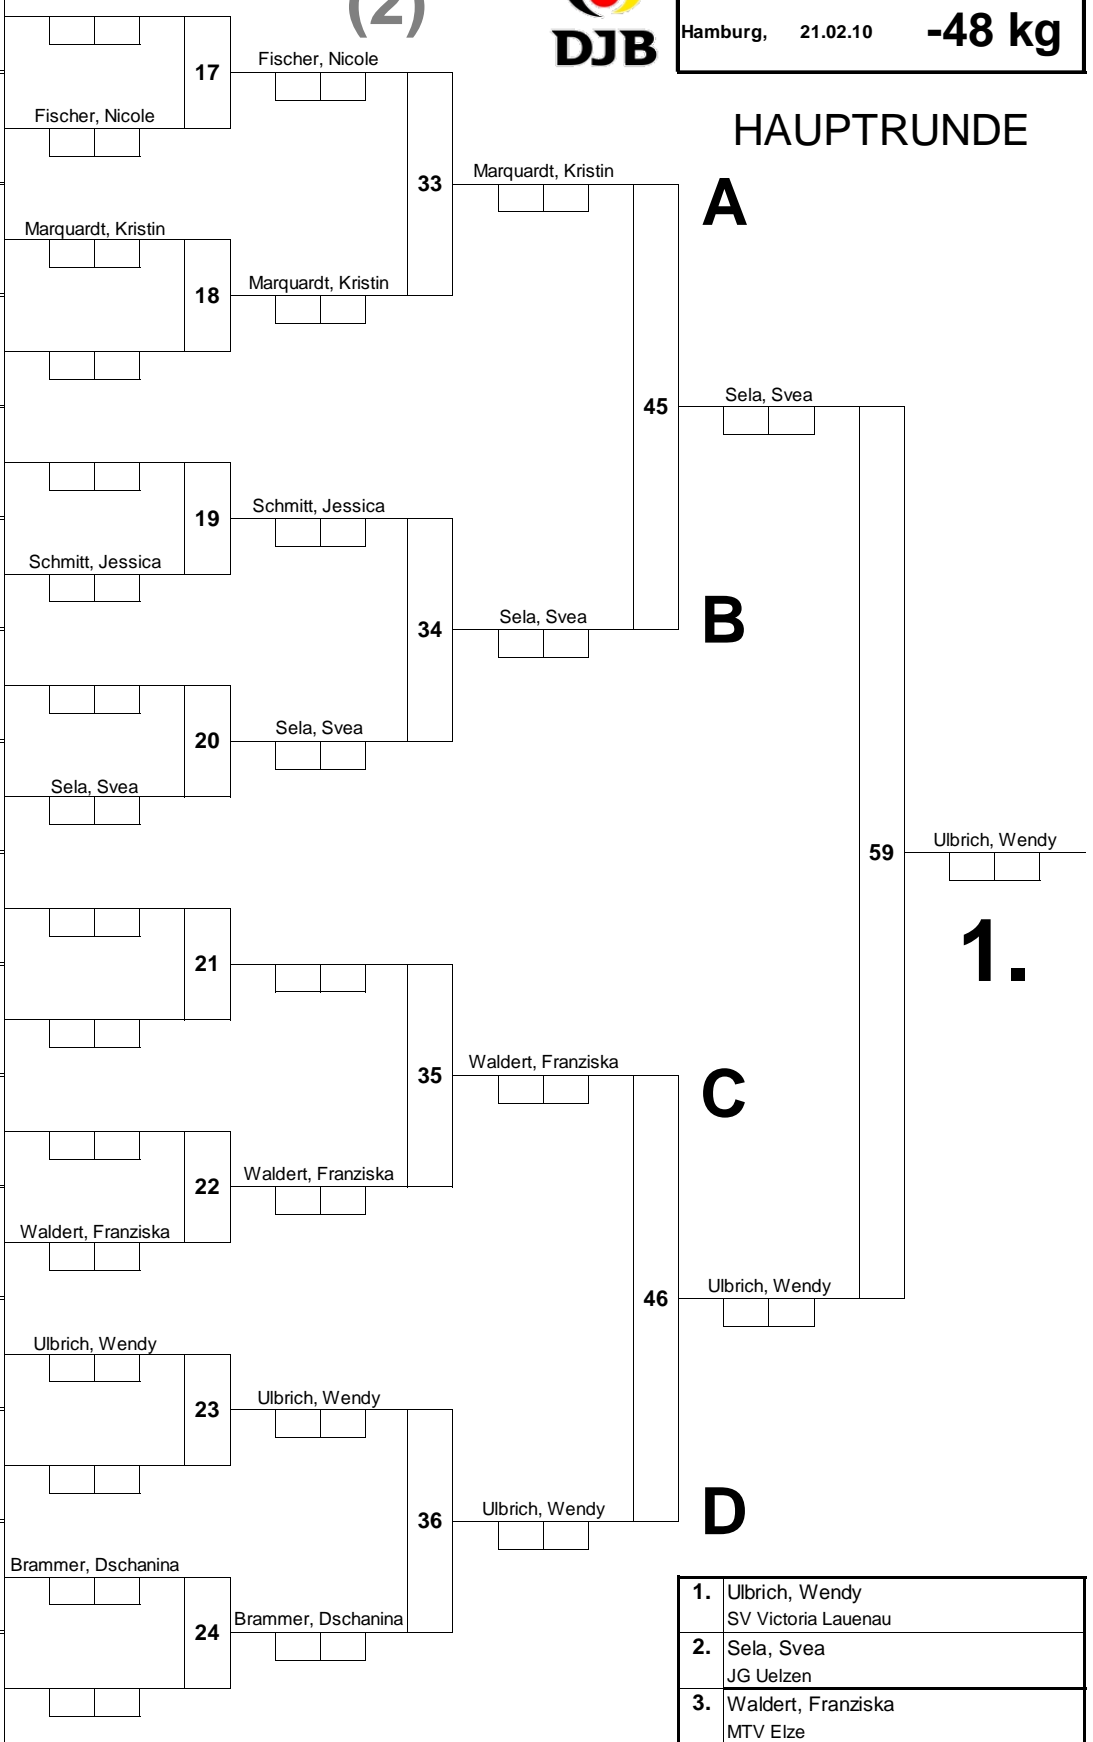 (2)
DJB
Hamburg, 21.02.10 -48 kg
HAUPTRUNDE
17
Fischer, Nicole
Fischer, Nicole
33
Marquardt, Kristin
A
Marquardt, Kristin
18
Marquardt, Kristin
45
Sela, Svea
19
Schmitt, Jessica
Schmitt, Jessica
34
Sela, Svea
B
20
Sela, Svea
Sela, Svea
59
Ulbrich, Wendy
1.
21
35
Waldert, Franziska
C
22
Waldert, Franziska
Waldert, Franziska
46
Ulbrich, Wendy
Ulbrich, Wendy
23
Ulbrich, Wendy
36
Ulbrich, Wendy
D
Brammer, Dschanina
24
Brammer, Dschanina
1. Ulbrich, Wendy
SV Victoria Lauenau
2. Sela, Svea
JG Uelzen
3. Waldert, Franziska
MTV Elze